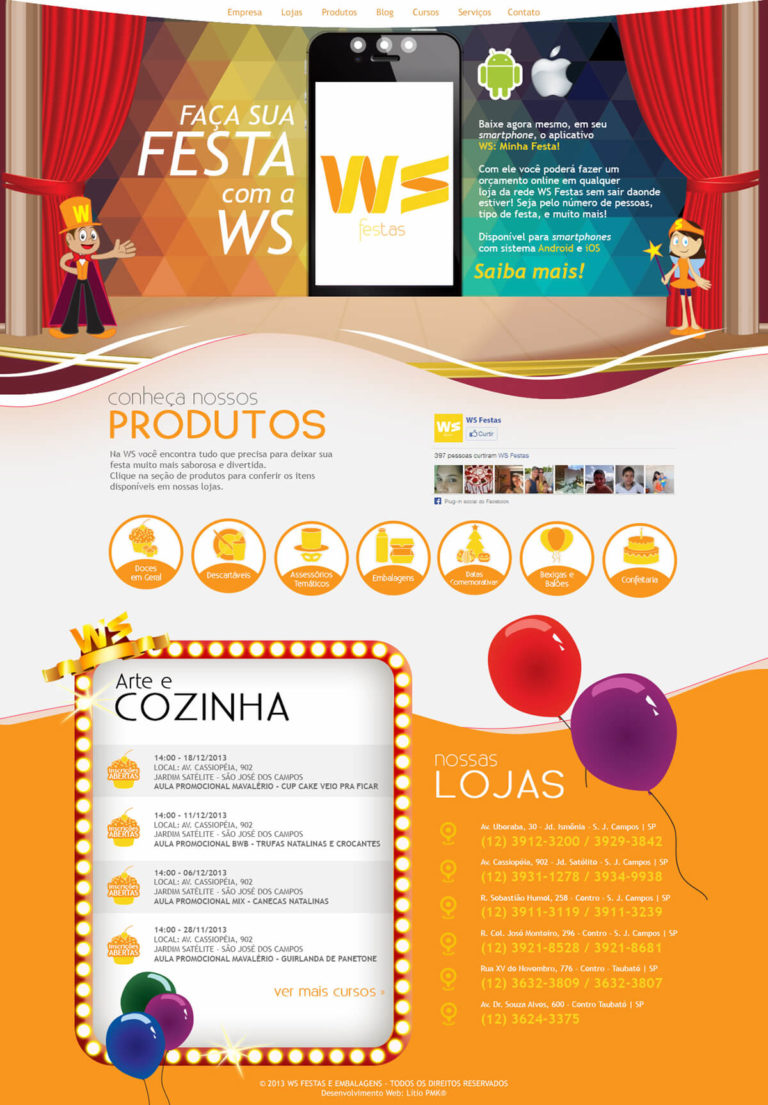 Empresa Lojas Produtos Blog Cursos Serviços Contato
FAÇA SUA
FESTA
com a
WS
WS
festas
Baixe agora mesmo, em seu
smartphone, o aplicativo
WS: Minha Festa!
Com ele você poderá fazer um
orçamento online em qualquer
loja da rede WS Festas sem sair daonde
estiver! Seja pelo número de pessoas,
tipo de festa, e muito mais!
Disponível para smartphones
com sistema Android e iOS
Saiba mais!
W
conheça nossos
PRODUTOS
Na WS você encontra tudo que precisa para deixar sua
festa muito mais saborosa e divertida.
Clique na seção de produtos para conferir os itens
disponíveis em nossas lojas.
WS
WS Festas
Curtir
397 pessoas curtiram WS Festas
Plug-in social do Facebook
Doces
em Geral
Descartáveis
Assessórios
Temáticos
Embalagens
Datas
Comemorativas
Bexigas e
Balões
Confeitaria
WS
Arte e
COZINHA
Inscrições
ABERTAS
14:00 - 18/12/2013
LOCAL: AV. CASSIOPÉIA, 902
JARDIM SATÉLITE - SÃO JOSÉ DOS CAMPOS
AULA PROMOCIONAL MAVALÉRIO - CUP CAKE VEIO PRA FICAR
Inscrições
ABERTAS
14:00 - 11/12/2013
LOCAL: AV. CASSIOPÉIA, 902
JARDIM SATÉLITE - SÃO JOSÉ DOS CAMPOS
AULA PROMOCIONAL BWB - TRUFAS NATALINAS E CROCANTES
Inscrições
ABERTAS
14:00 - 06/12/2013
LOCAL: AV. CASSIOPÉIA, 902
JARDIM SATÉLITE - SÃO JOSÉ DOS CAMPOS
AULA PROMOCIONAL MIX - CANECAS NATALINAS
Inscrições
ABERTAS
14:00 - 28/11/2013
LOCAL: AV. CASSIOPÉIA, 902
JARDIM SATÉLITE - SÃO JOSÉ DOS CAMPOS
AULA PROMOCIONAL MAVALÉRIO - GUIRLANDA DE PANETONE
ver mais cursos »
nossas
LOJAS
Av. Uberaba, 30 - Jd. Ismênia - S. J. Campos | SP
(12) 3912-3200 / 3929-3842
Av. Cassiopéia, 902 - Jd. Satélite - S. J. Campos | SP
(12) 3931-1278 / 3934-9938
R. Sebastião Humel, 258 - Centro - S. J. Campos | SP
(12) 3911-3119 / 3911-3239
R. Cel. José Monteiro, 296 - Centro - S. J. Campos | SP
(12) 3921-8528 / 3921-8681
Rua XV de Novembro, 776 - Centro - Taubaté | SP
(12) 3632-3809 / 3632-3807
Av. Dr. Souza Alves, 600 - Centro Taubaté | SP
(12) 3624-3375
© 2013 WS FESTAS E EMBALAGENS - TODOS OS DIREITOS RESERVADOS
Desenvolvimento Web: Lítio PMK®